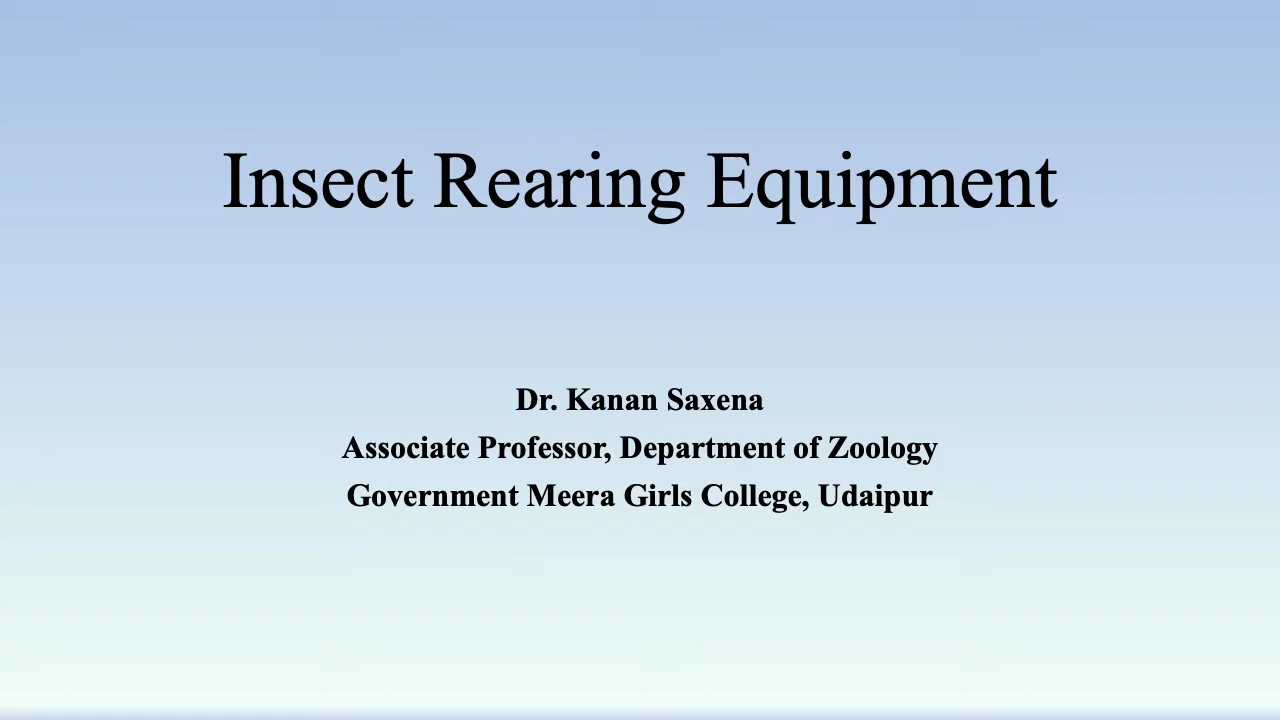 Insect Rearing Equipment
Dr. Kanan Saxena
Associate Professor, Department of Zoology
Government Meera Girls College, Udaipur